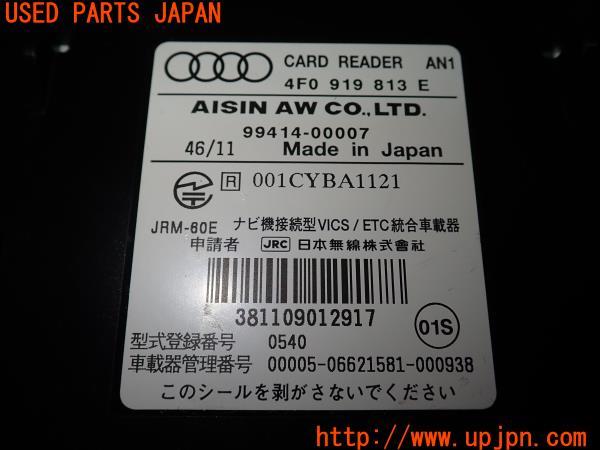 USED PARTS JAPAN
CARD READER AN1
4F0 919 813 E
AISIN AW CO.,LTD.
99414-00007
46/11 Made in Japan
R 001CYBA1121
JRM-60E ナビ機接続型VICS/ETC統合車載器
申請者 JRC 日本無線株式会社
381109012917
01S
型式登録番号 0540
車載器管理番号 00005-06621581-000938
このシールを剥がさないでください
http://www.upjpn.com